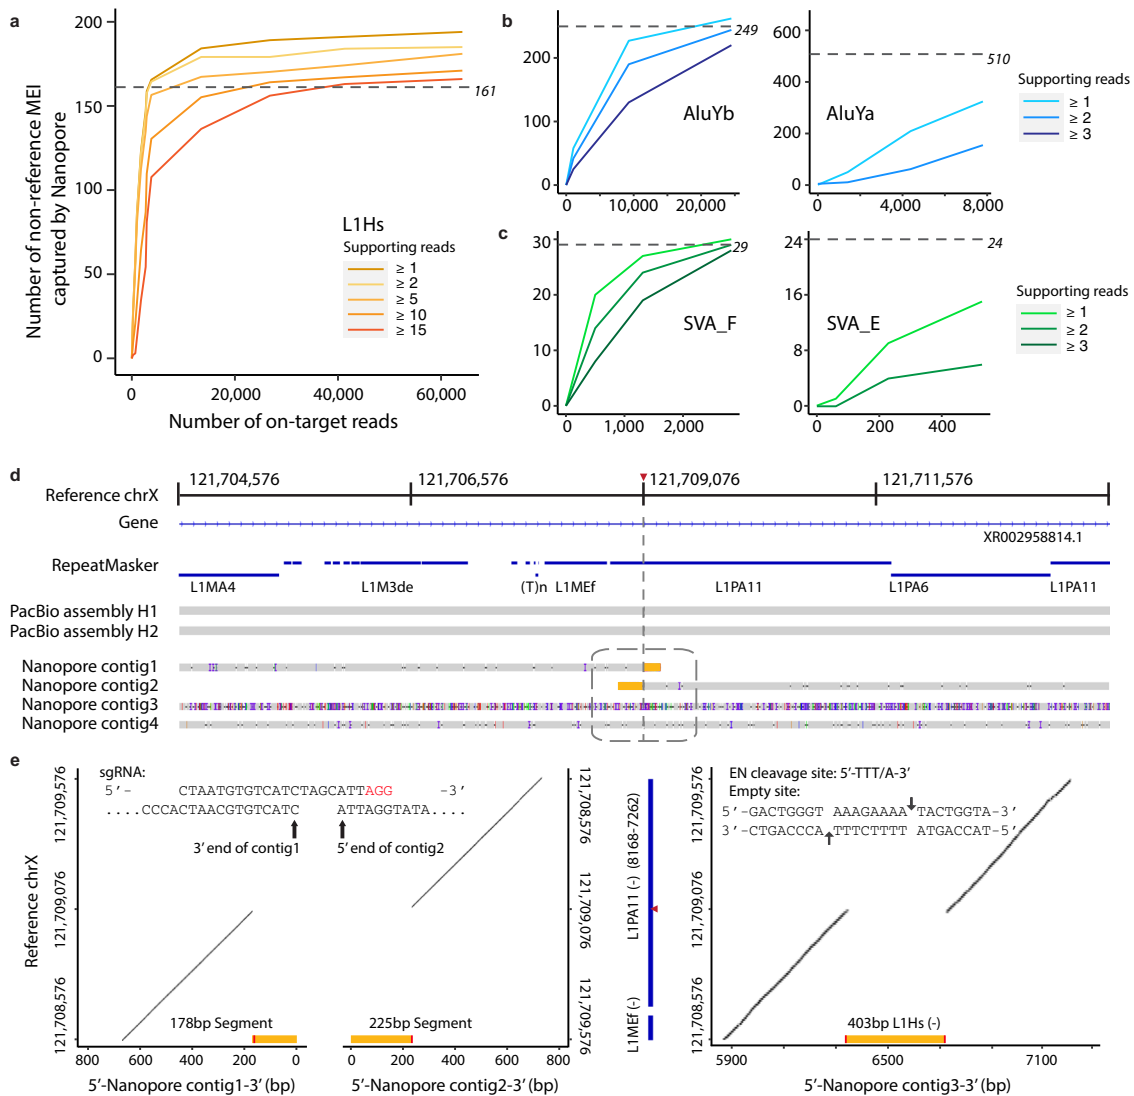 a
Number of non-reference MEI
captured by Nanopore
200
150
100
50
0
161
L1Hs
Supporting reads
≥ 1
≥ 2
≥ 5
≥ 10
≥ 15
0
20,000
40,000
60,000
Number of on-target reads
b
200
100
0
249
AluYb
≥ 1
≥ 2
≥ 3
0
10,000
20,000
600
400
200
0
510
AluYa
0
4,000
8,000
Supporting reads
≥ 1
≥ 2
≥ 3
c
30
20
10
0
29
SVA_F
0
1,000
2,000
24
16
8
0
24
SVA_E
0
200
400
Supporting reads
≥ 1
≥ 2
≥ 3
d
121,704,576
121,706,576
121,709,076
121,711,576
Reference chrX
Gene
XR002958814.1
RepeatMasker
L1MA4
L1M3de
(T)n
L1MEf
L1PA11
L1PA6
L1PA11
PacBio assembly H1
PacBio assembly H2
Nanopore contig1
Nanopore contig2
Nanopore contig3
Nanopore contig4
e
Reference chrX
121,709,576
121,709,076
121,708,576
sgRNA:
5'- CTAATGTGTCATCTAGCATTAGG -3'
....CCCACTAACGTGTCATC ATTAGGTATA....
3' end of contig1
5' end of contig2
178bp Segment
225bp Segment
800
600
400
200
0
0
200
400
600
800
5'-Nanopore contig1-3' (bp)
5'-Nanopore contig2-3' (bp)
121,708,576
121,709,076
121,709,576
L1PA11 (-) (8168-7262)
L1MEf (-)
121,709,576
121,709,076
121,708,576
EN cleavage site: 5'-TTT/A-3'
Empty site:
5'-GACTGGGT AAAGAAAA TACTGGTA-3'
3'-CTGACCCA TTTCTTTT ATGACCAT-5'
403bp L1Hs (-)
5900
6500
7100
5'-Nanopore contig3-3' (bp)